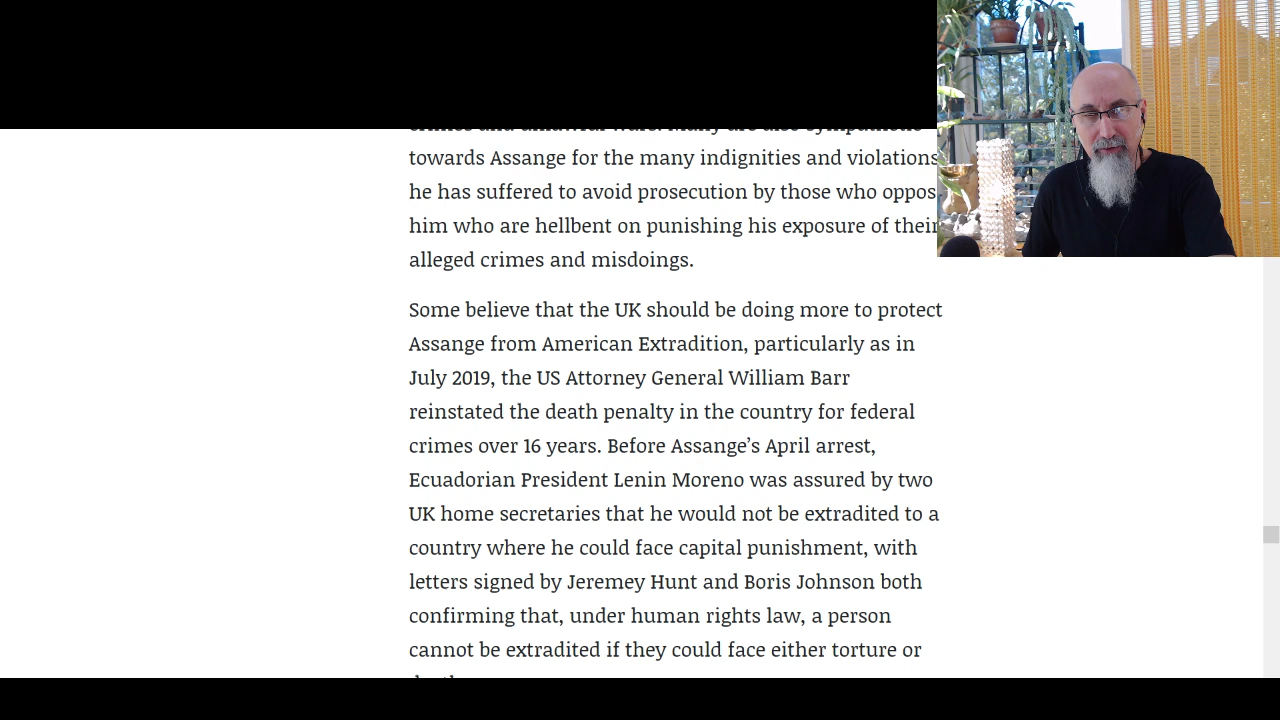 towards Assange for the many indignities and violations
he has suffered to avoid prosecution by those who oppos
him who are hellbent on punishing his exposure of their
alleged crimes and misdoings.
Some believe that the UK should be doing more to protect
Assange from American Extradition, particularly as in
July 2019, the US Attorney General William Barr
reinstated the death penalty in the country for federal
crimes over 16 years. Before Assange’s April arrest,
Ecuadorian President Lenin Moreno was assured by two
UK home secretaries that he would not be extradited to a
country where he could face capital punishment, with
letters signed by Jeremey Hunt and Boris Johnson both
confirming that, under human rights law, a person
cannot be extradited if they could face either torture or